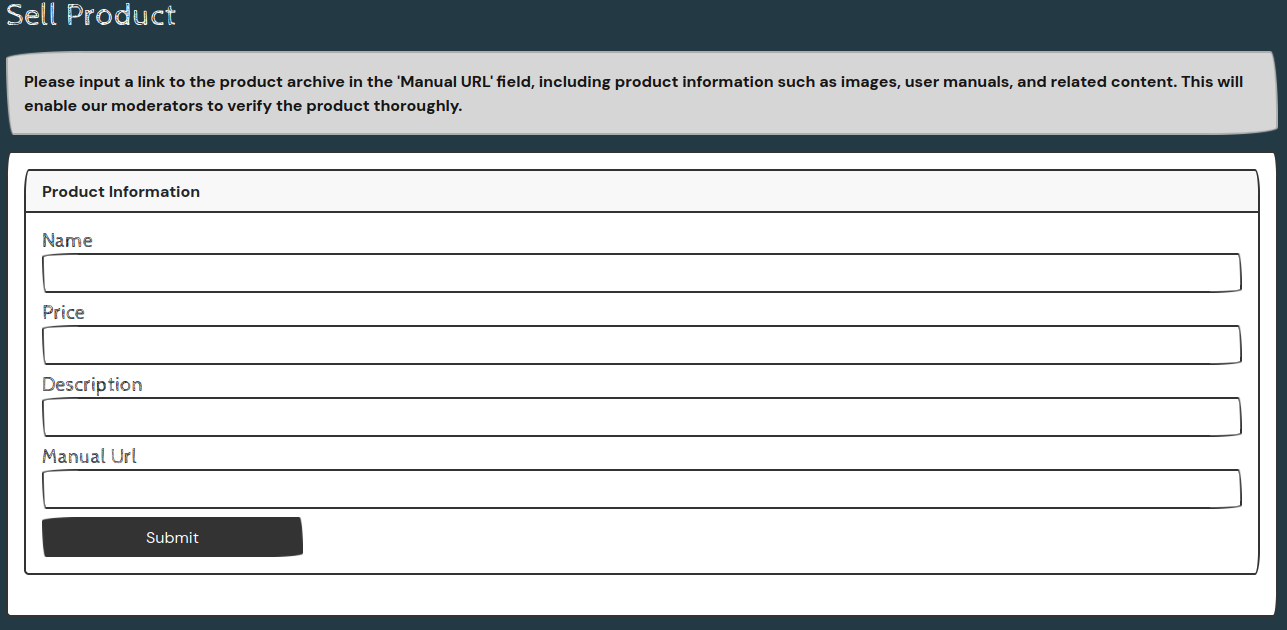 Sell Product
Please input a link to the product archive in the 'Manual URL' field, including product information such as images, user manuals, and related content. This will
enable our moderators to verify the product thoroughly.
Product Information
Name
Price
Description
Manual Url
Submit